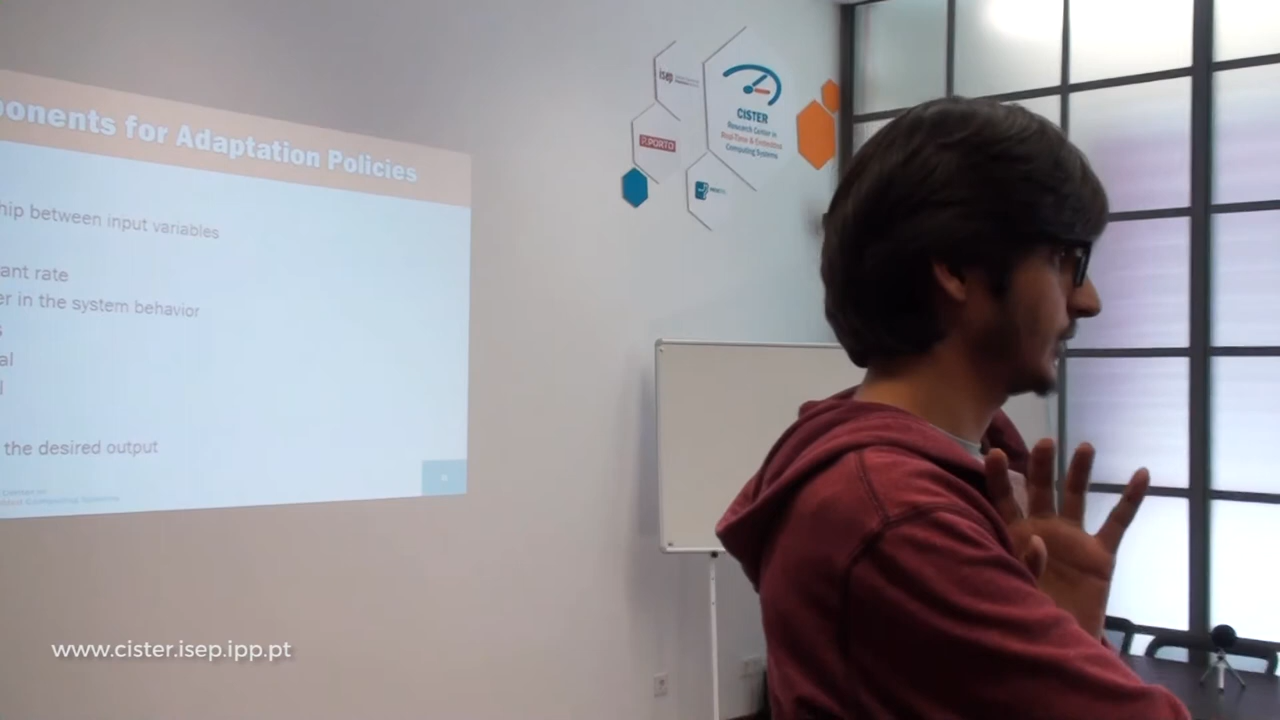 ponents for Adaptation Policies
hip between input variables
ant rate
er in the system behavior
s
al
l
the desired output
isep
P.PORTO
CISTER
Research Center in
Real-Time & Embedded
Computing Systems
www.cister.isep.ipp.pt